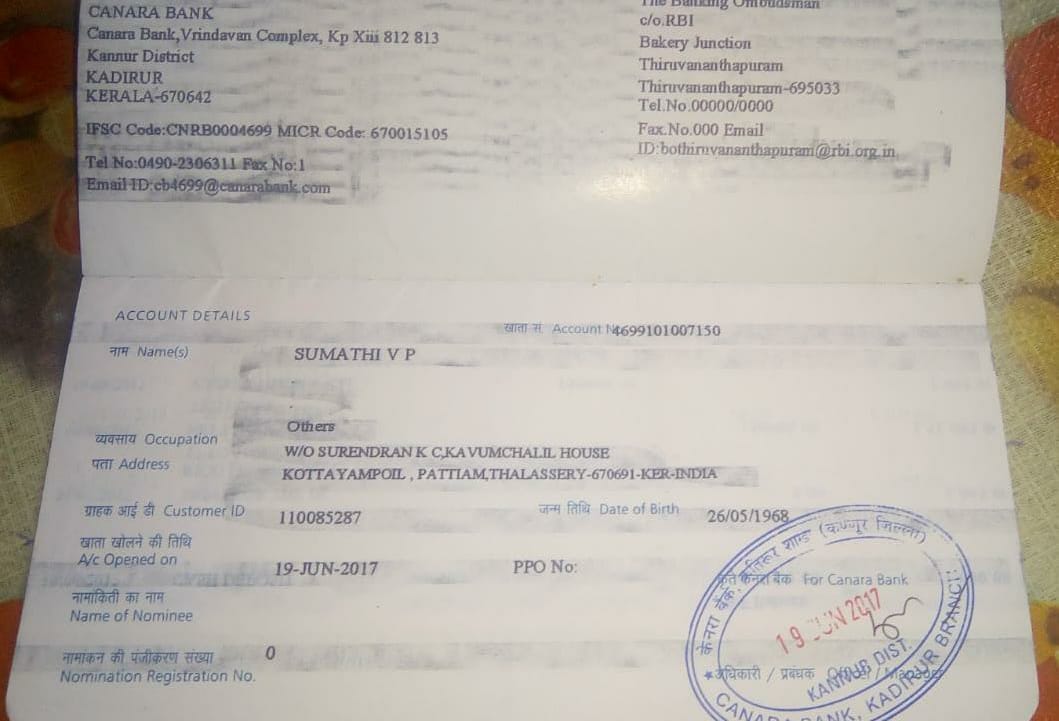 CANARA BANK
Canara Bank,Vrindavan Complex, Kp Xiii 812 813
Kannur District
KADIRUR
KERALA-670642
IFSC Code:CNRB0004699 MICR Code: 670015105
Tel No:0490-2306311 Fax No:1
Email ID:cb4699@canarabank.com
The Banking Ombudsman
c/o.RBI
Bakery Junction
Thiruvananthapuram
Thiruvananthapuram-695033
Tel.No.00000/0000
Fax.No.000 Email
ID:bothiruvananthapuram@rbi.org.in
ACCOUNT DETAILS
खाता सं. Account N4699101007150
नाम Name(s) SUMATHI V P
व्यवसाय Occupation Others
पता Address W/O SURENDRAN K C,KAVUMCHALIL HOUSE
KOTTAYAMPOIL , PATTIAM,THALASSERY-670691-KER-INDIA
ग्राहक आई डी Customer ID 110085287 जन्म तिथि Date of Birth 26/05/1968
खाता खोलने की तिथि
A/c Opened on 19-JUN-2017 PPO No:
नामांकिती का नाम
Name of Nominee
नामांकन की पंजीकरण संख्या 0
Nomination Registration No.
कृते केनरा बैंक For Canara Bank
अधिकारी / प्रबंधक Officer / Manager
केनरा बैंक, कतिरूर शाखा (कण्णूर जिल्ला)
19 JUN 2017
KANNUR DIST.
CANARA BANK, KADIRUR BRANCH